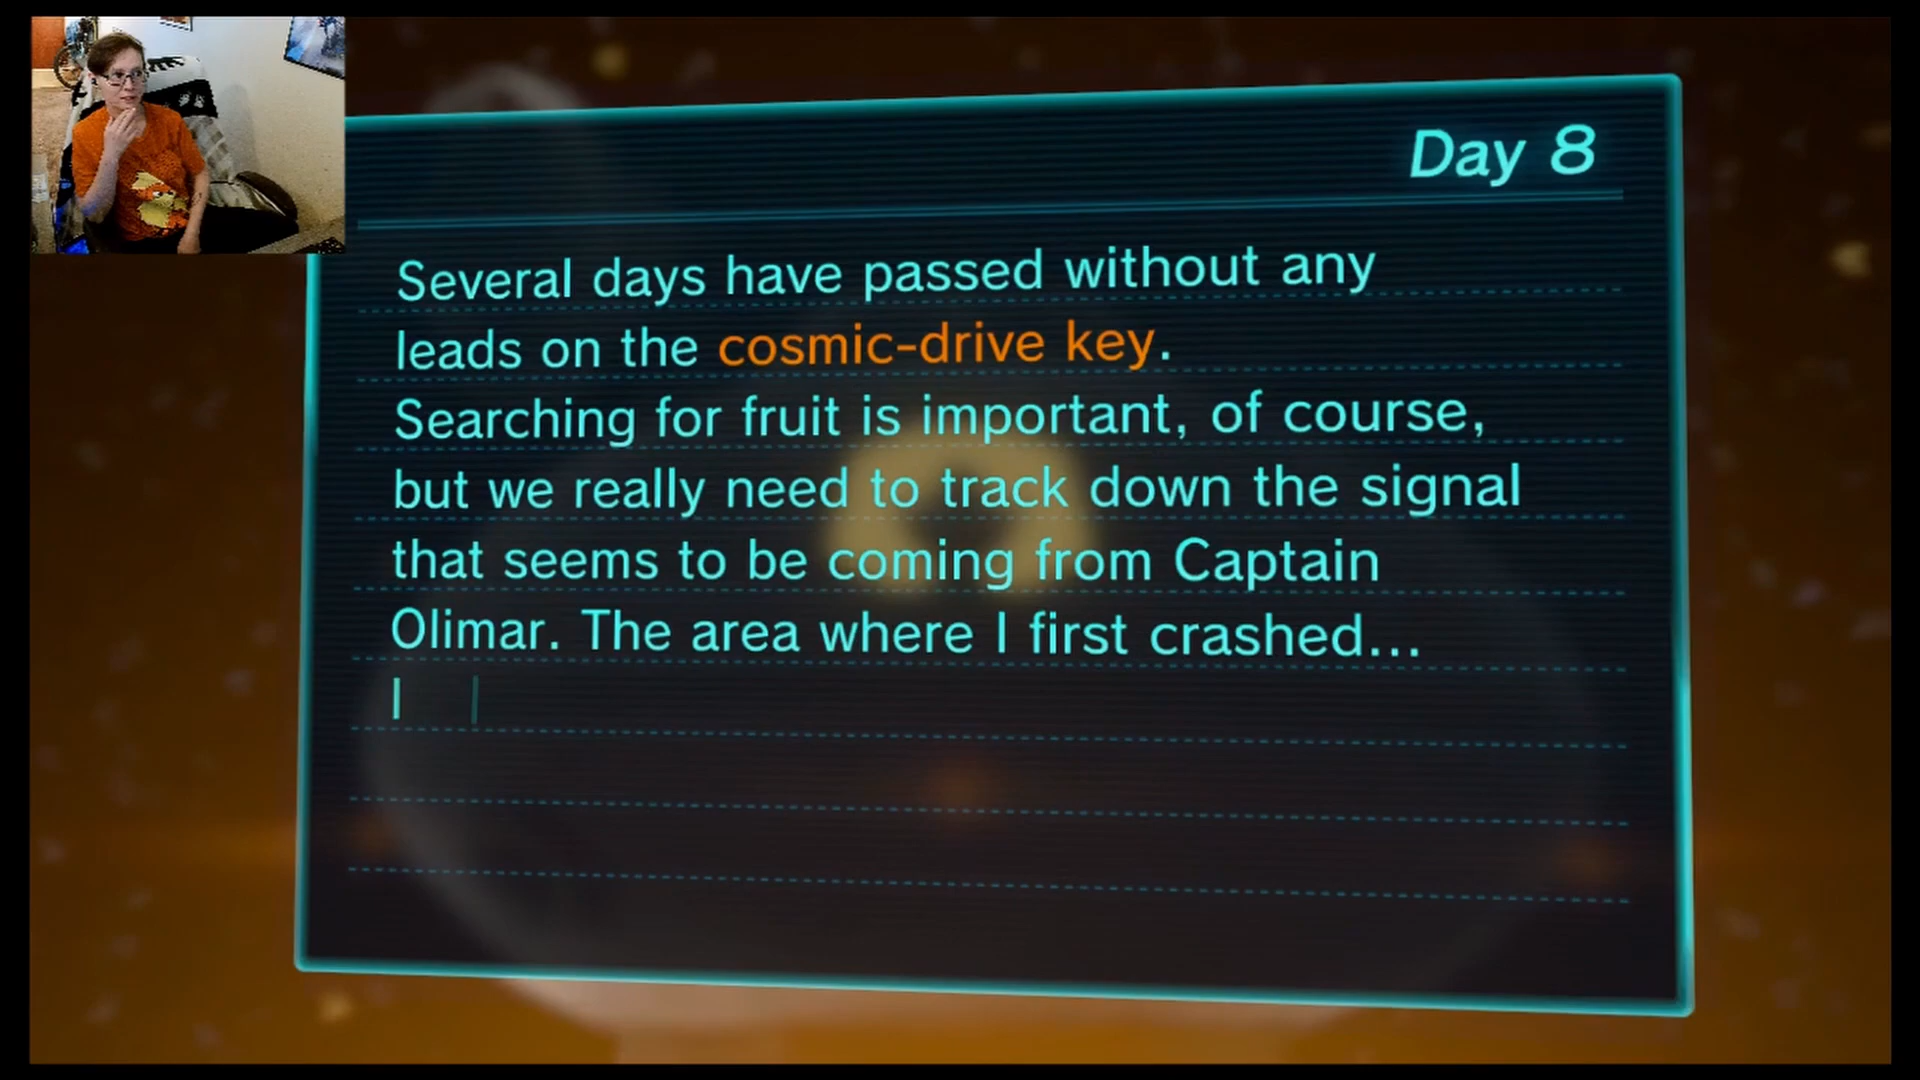 Day 8
Several days have passed without any
leads on the cosmic-drive key.
Searching for fruit is important, of course,
but we really need to track down the signal
that seems to be coming from Captain
Olimar. The area where I first crashed...
I